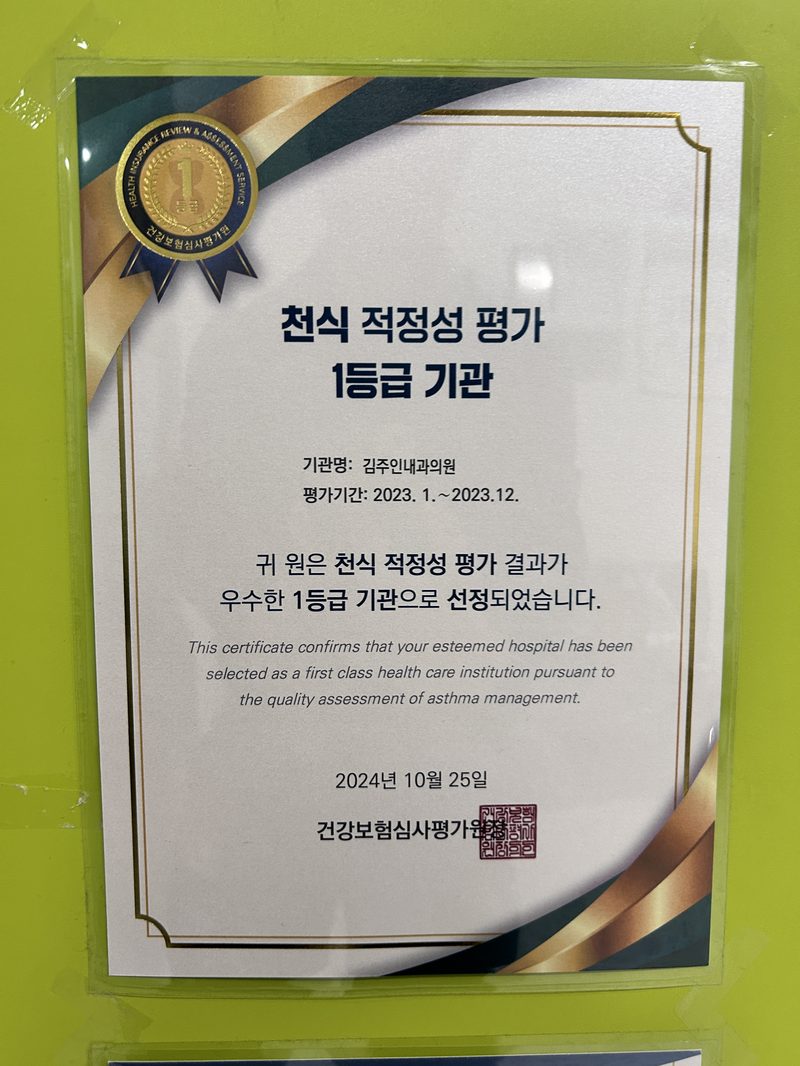 HEALTH INSURANCE REVIEW & ASSESSMENT SERVICE
1
등급
건강보험심사평가원
천식 적정성 평가
1등급 기관
기관명: 김주인내과의원
평가기간: 2023. 1.~2023.12.
귀 원은 천식 적정성 평가 결과가
우수한 1등급 기관으로 선정되었습니다.
This certificate confirms that your esteemed hospital has been
selected as a first class health care institution pursuant to
the quality assessment of asthma management.
2024년 10월 25일
건강보험심사평가원장